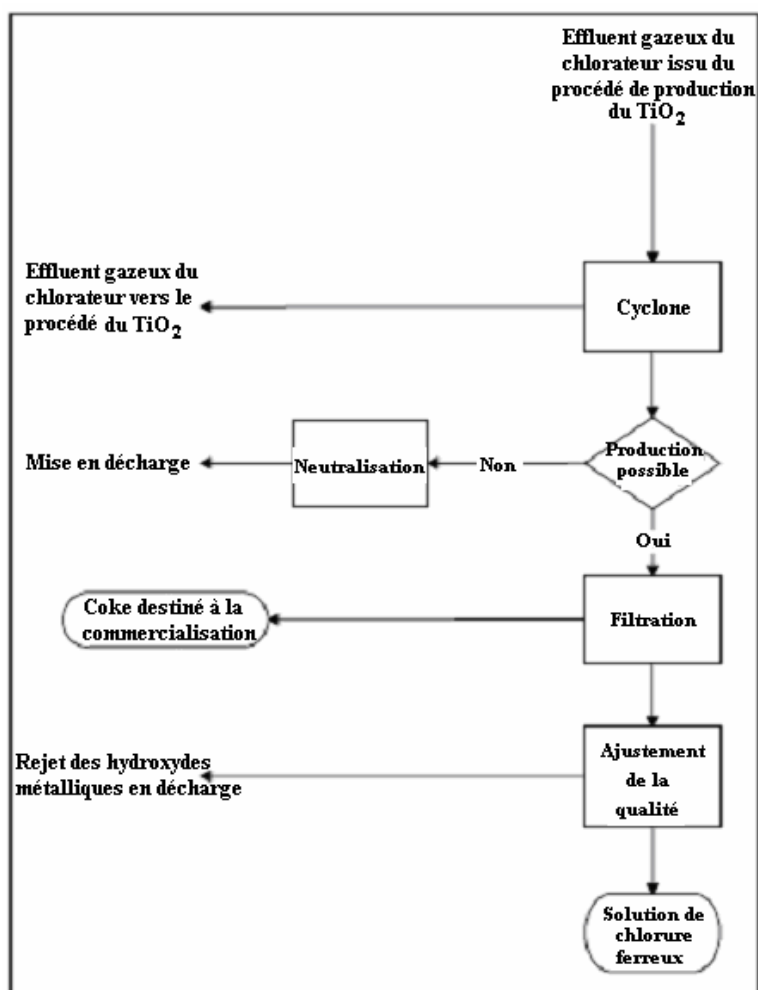 Effluent gazeux du
chlorateur issu du
procédé de production
du TiO2
Effluent gazeux du
chlorateur vers le
procédé du TiO2
Cyclone
Mise en décharge
Neutralisation
Non
Production
possible
Oui
Coke destiné à la
commercialisation
Filtration
Rejet des hydroxydes
métalliques en décharge
Ajustement
de la
qualité
Solution de
chlorure
ferreux